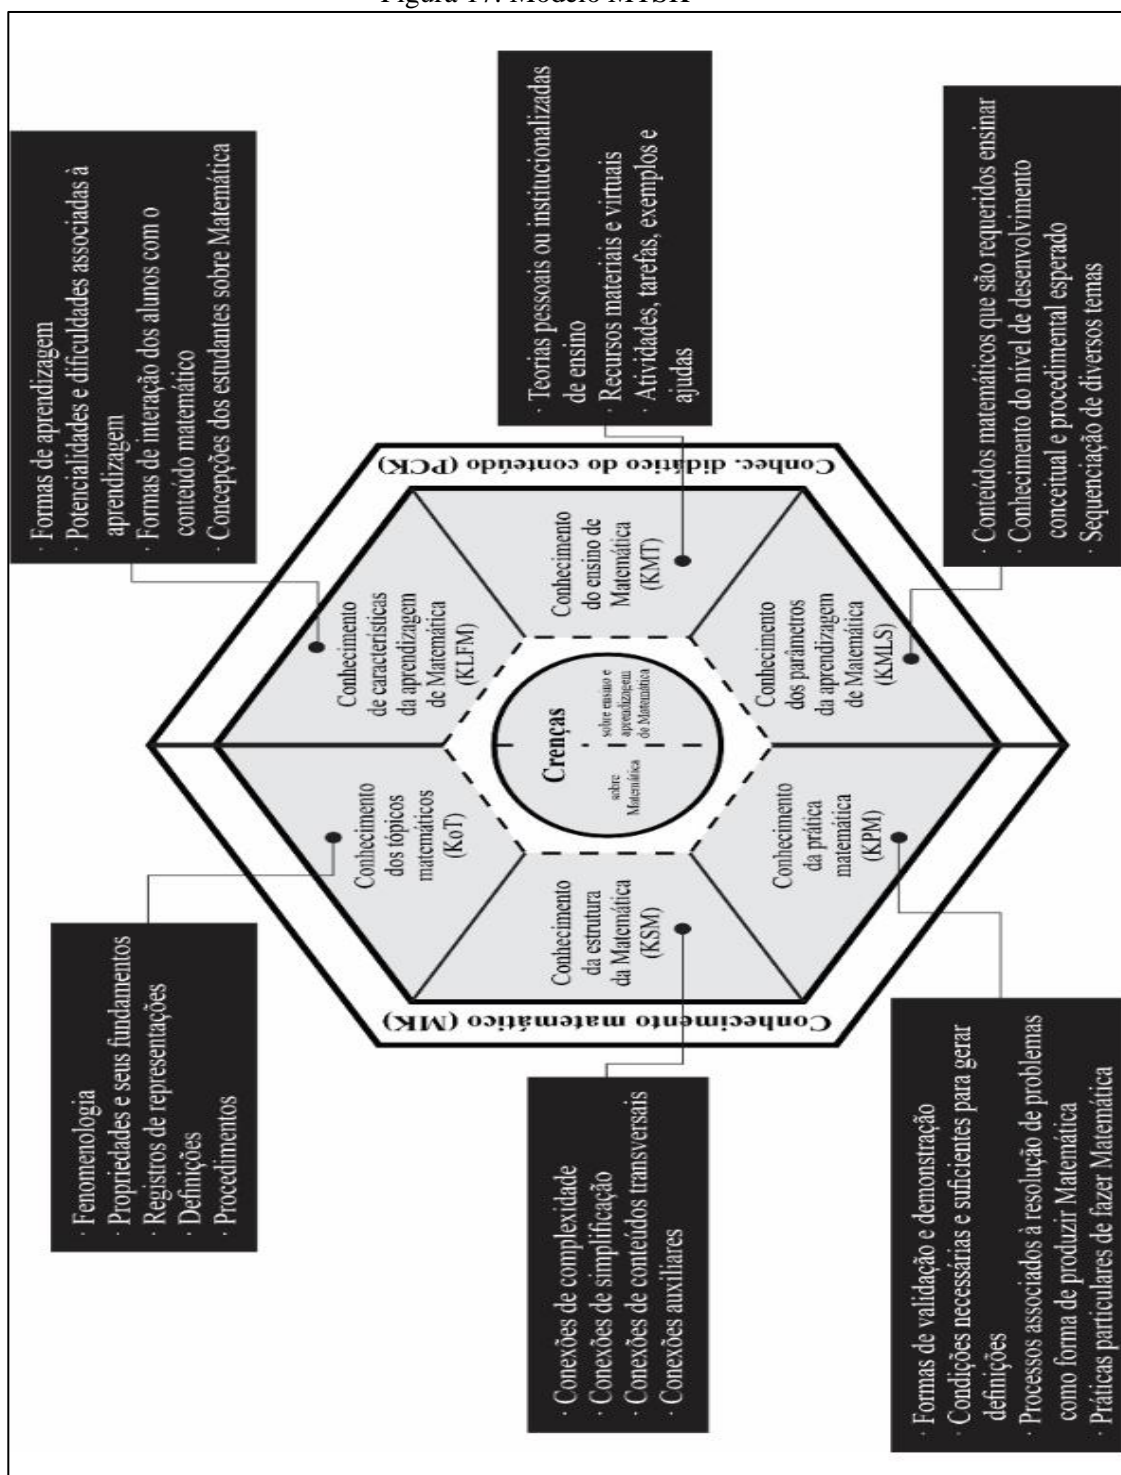 Figura 17: Modelo MTSK
· Fenomenologia
· Propriedades e seus fundamentos
· Registros de representações
· Definições
· Procedimentos
· Formas de aprendizagem
· Potencialidades e dificuldades associadas à
aprendizagem
· Formas de interação dos alunos com o
conteúdo matemático
· Concepções dos estudantes sobre Matemática
Conhecimento
dos tópicos
matemáticos
(KoT)
Conhecimento
de características
da aprendizagem
de Matemática
(KLFM)
Conhecimento matemático (MK)
Conhec. didático do conteúdo (PCK)
· Conexões de complexidade
· Conexões de simplificação
· Conexões de conteúdos transversais
· Conexões auxiliares
Conhecimento
da estrutura
da Matemática
(KSM)
Crenças
sobre
Matemática
sobre ensino e
aprendizagem
de Matemática
Conhecimento
do ensino de
Matemática
(KMT)
· Teorias pessoais ou institucionalizadas
de ensino
· Recursos materiais e virtuais
· Atividades, tarefas, exemplos e
ajudas
Conhecimento
da prática
matemática
(KPM)
Conhecimento
dos parâmetros
da aprendizagem
de Matemática
(KMLS)
· Formas de validação e demonstração
· Condições necessárias e suficientes para gerar
definições
· Processos associados à resolução de problemas
como forma de produzir Matemática
· Práticas particulares de fazer Matemática
· Conteúdos matemáticos que são requeridos ensinar
· Conhecimento do nível de desenvolvimento
conceitual e procedimental esperado
· Sequenciação de diversos temas